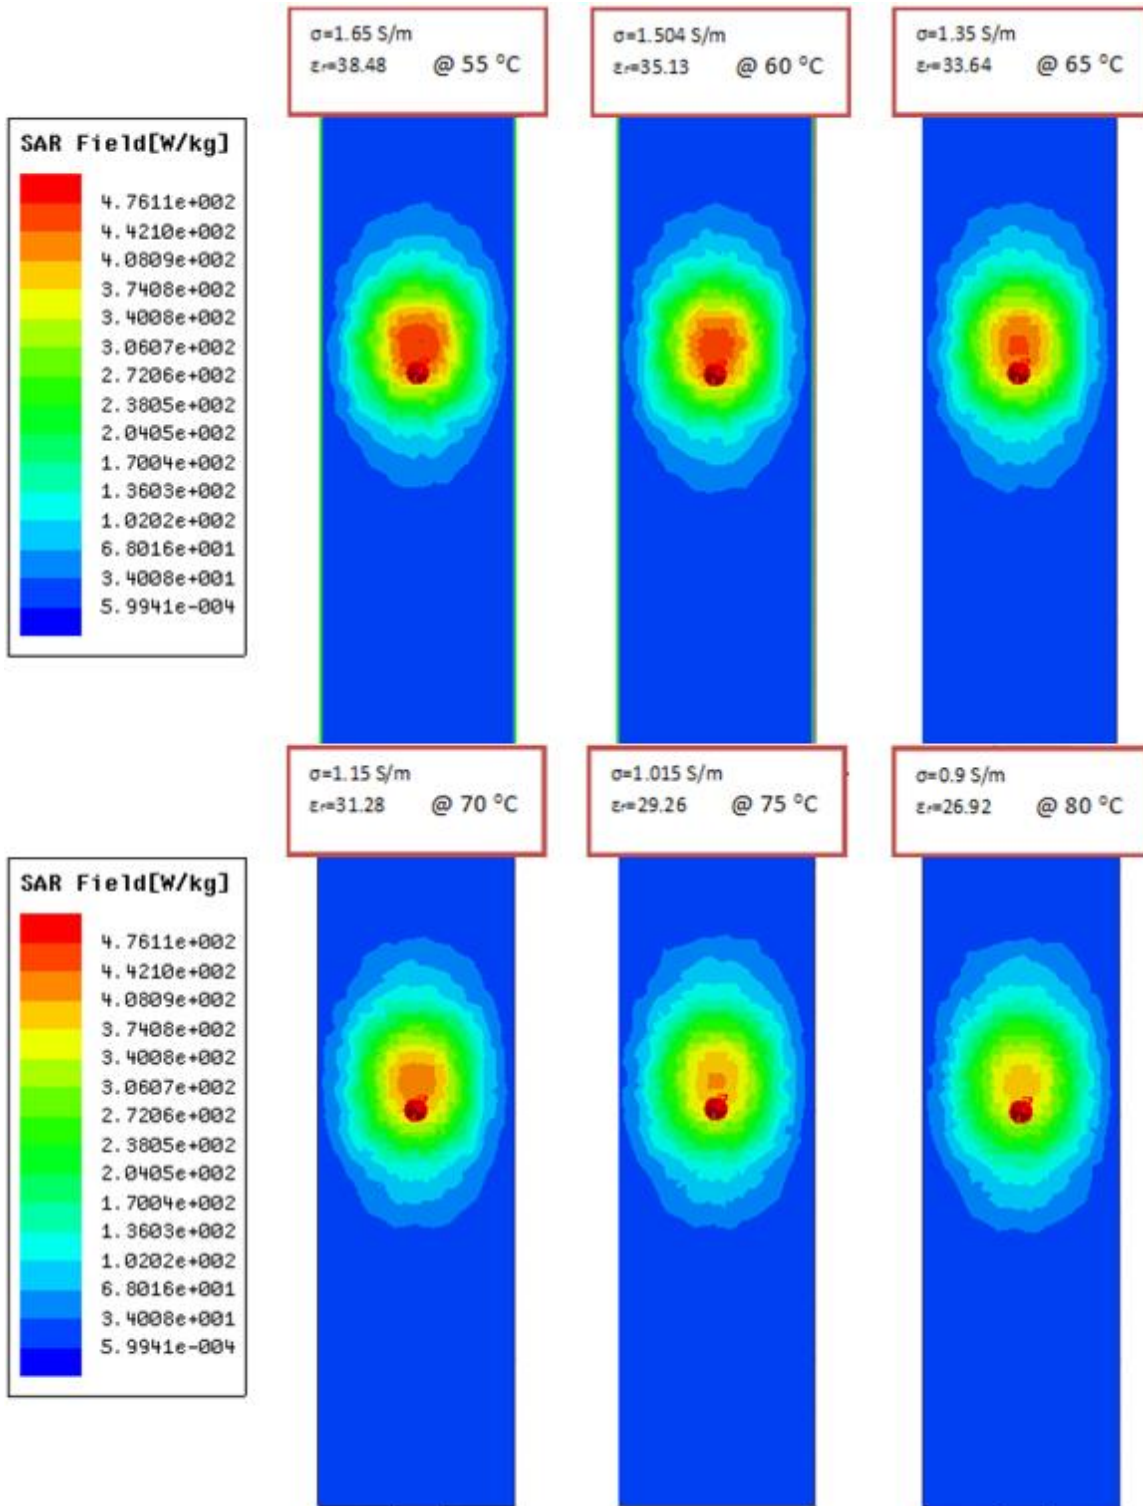 σ=1.65 S/m
εr=38.48 @ 55 °C
σ=1.504 S/m
εr=35.13 @ 60 °C
σ=1.35 S/m
εr=33.64 @ 65 °C
SAR Field[W/kg]
4.7611e+002
4.4210e+002
4.0809e+002
3.7408e+002
3.4008e+002
3.0607e+002
2.7206e+002
2.3805e+002
2.0405e+002
1.7004e+002
1.3603e+002
1.0202e+002
6.8016e+001
3.4008e+001
5.9941e-004
σ=1.15 S/m
εr=31.28 @ 70 °C
σ=1.015 S/m
εr=29.26 @ 75 °C
σ=0.9 S/m
εr=26.92 @ 80 °C
SAR Field[W/kg]
4.7611e+002
4.4210e+002
4.0809e+002
3.7408e+002
3.4008e+002
3.0607e+002
2.7206e+002
2.3805e+002
2.0405e+002
1.7004e+002
1.3603e+002
1.0202e+002
6.8016e+001
3.4008e+001
5.9941e-004